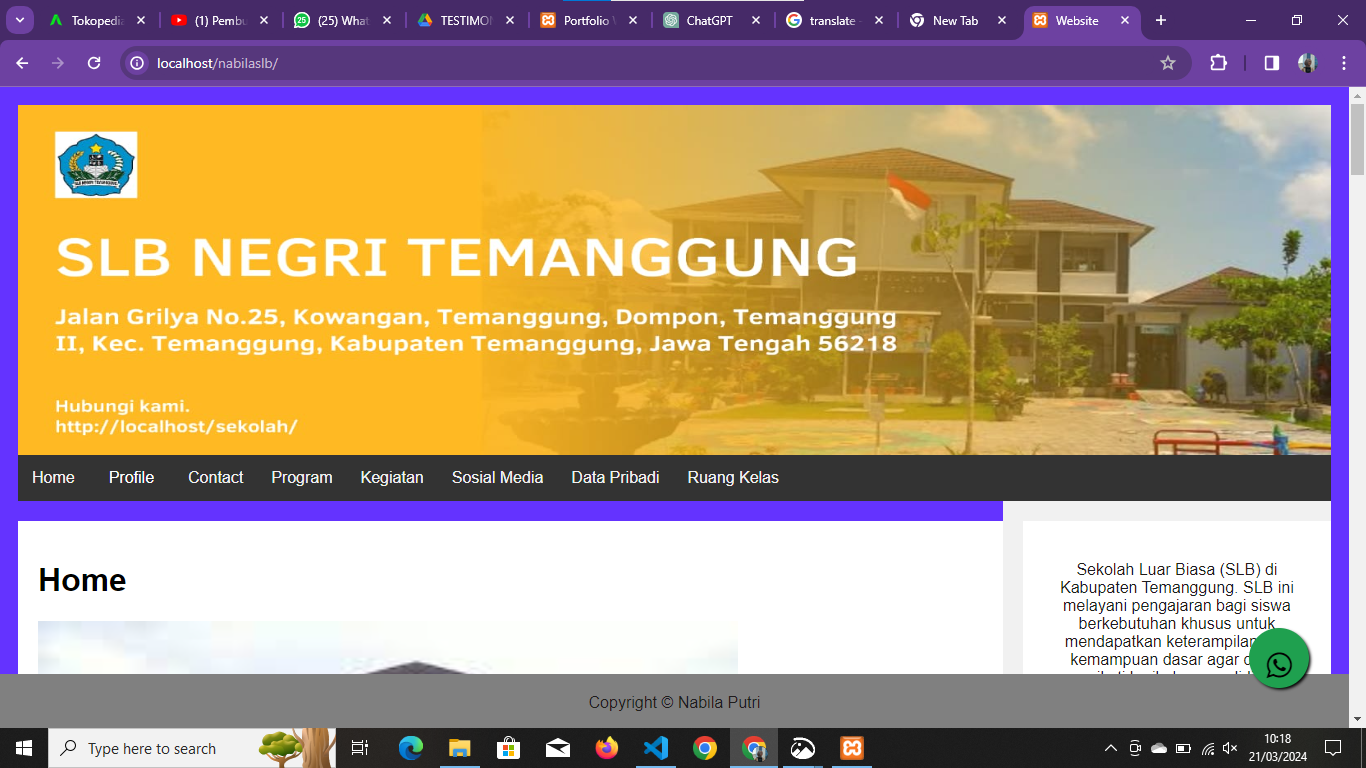 Tokopedia
(1) Pembu
25
(25) What
TESTIMON
Portfolio
ChatGPT
translate -
New Tab
Website
localhost/nabilaslb/
SLB NEGRI TEMANGGUNG
SLB NEGRI TEMANGGUNG
Jalan Grilya No.25, Kowangan, Temanggung, Dompon, Temanggung
II, Kec. Temanggung, Kabupaten Temanggung, Jawa Tengah 56218
Hubungi kami.
http://localhost/sekolah/
Home Profile Contact Program Kegiatan Sosial Media Data Pribadi Ruang Kelas
Home
Sekolah Luar Biasa (SLB) di
Kabupaten Temanggung. SLB ini
melayani pengajaran bagi siswa
berkebutuhan khusus untuk
mendapatkan keterampilan
kemampuan dasar agar
Copyright © Nabila Putri
Type here to search
10:18
21/03/2024